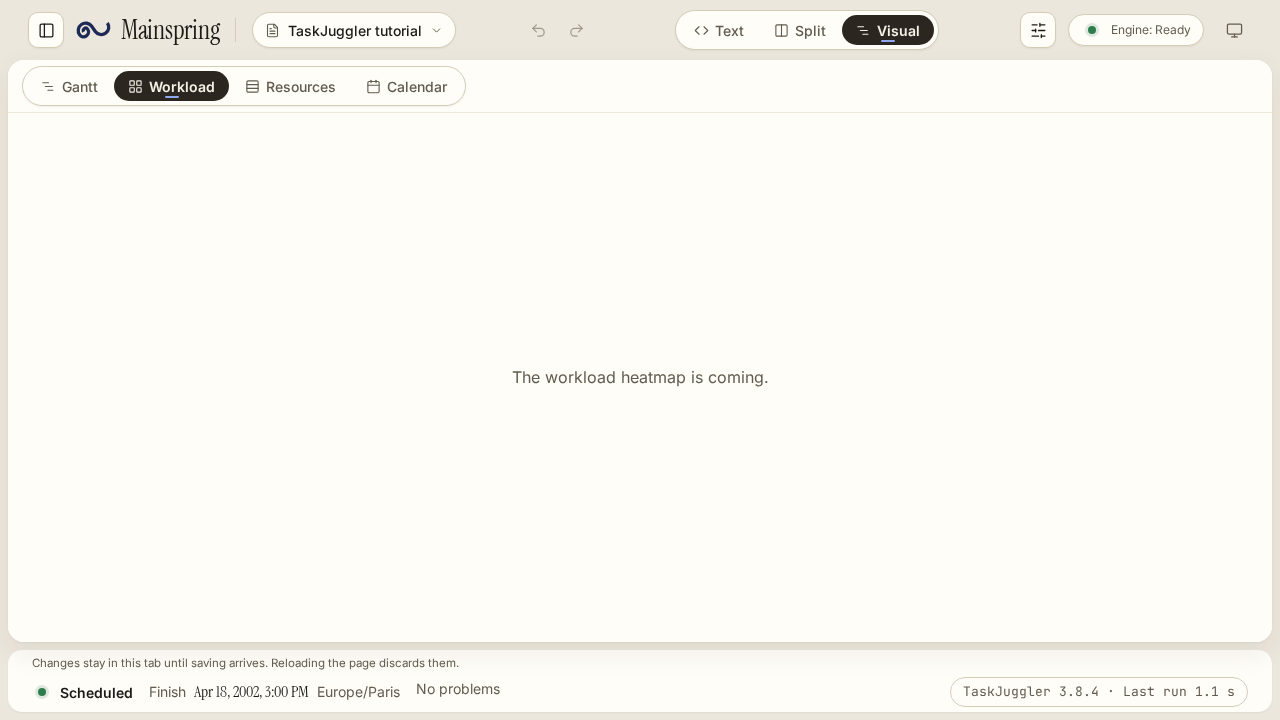 Mainspring
TaskJuggler tutorial
Text
Split
Visual
Engine: Ready
Gantt
Workload
Resources
Calendar
The workload heatmap is coming.
Changes stay in this tab until saving arrives. Reloading the page discards them.
Scheduled Finish Apr 18, 2002, 3:00 PM Europe/Paris No problems
TaskJuggler 3.8.4 · Last run 1.1 s